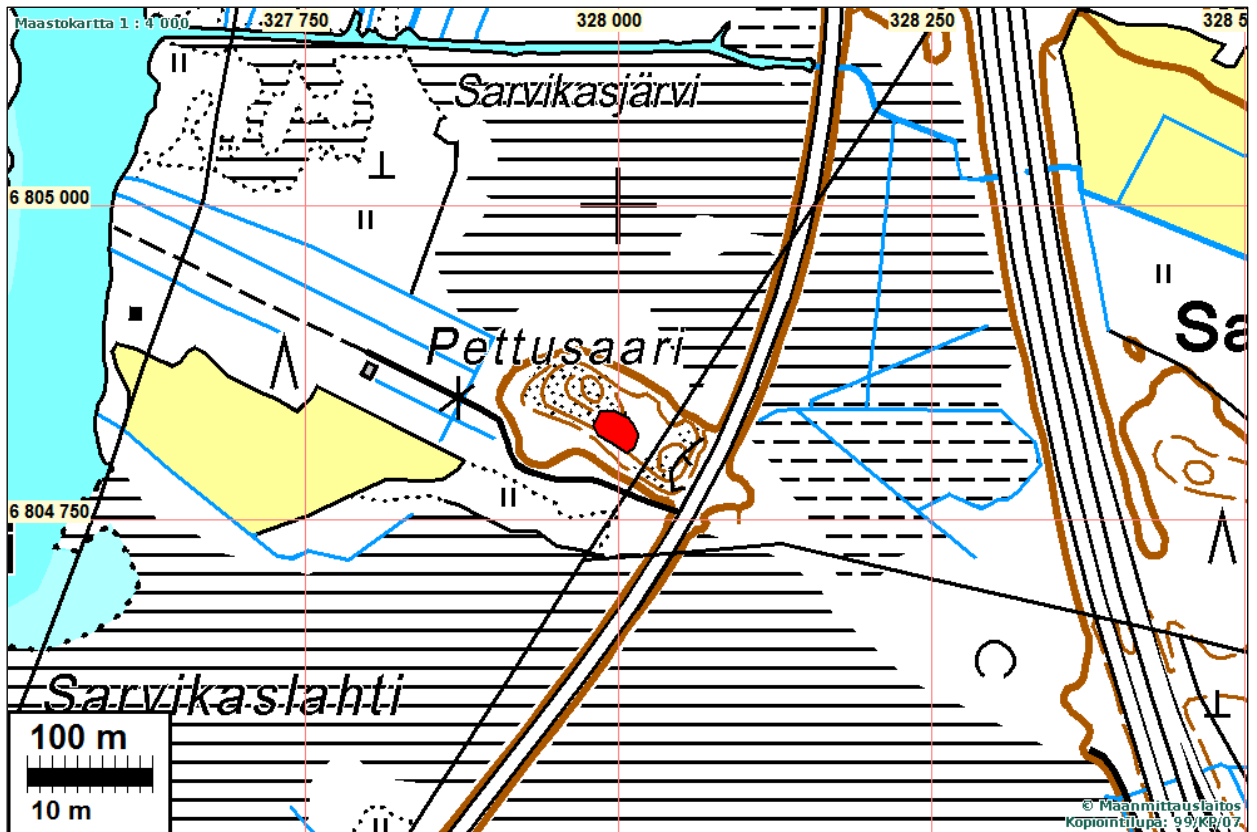 Maastokartta 1 : 4 000
327 750
328 000
328 250
328 5
Sarvikasjärvi
6 805 000
Sa
Pettusaari
6 804 750
Sarvikaslahti
100 m
10 m
© Maanmittauslaitos
Kopiointilupa: 99/KP/07